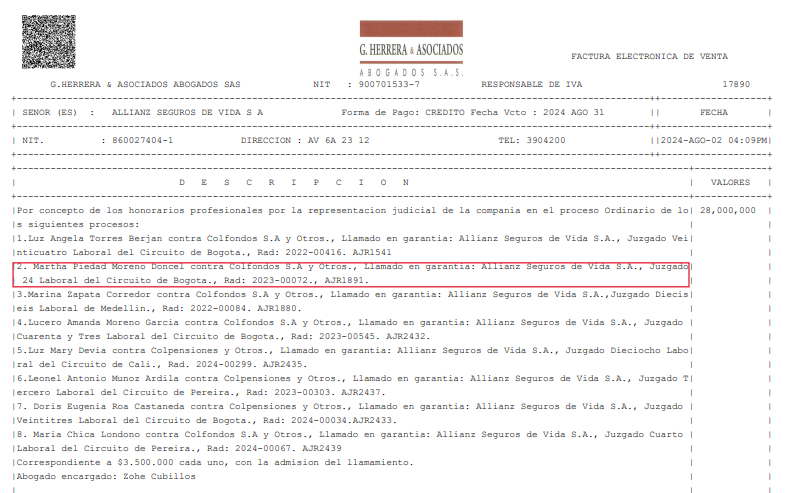 G. HERRERA & ASOCIADOS
ABOGADOS S.A.S.
FACTURA ELECTRONICA DE VENTA
G.HERRERA & ASOCIADOS ABOGADOS SAS NIT : 900701533-7 RESPONSABLE DE IVA 17890
SENOR (ES) : ALLIANZ SEGUROS DE VIDA S A Forma de Pago: CREDITO Fecha Vcto : 2024 AGO 31 FECHA
NIT. : 860027404-1 DIRECCION : AV 6A 23 12 TEL: 3904200 2024-AGO-02 04:09PM
D E S C R I P C I O N VALORES
Por concepto de los honorarios profesionales por la representacion judicial de la compania en el proceso Ordinario de lo 28,000,000
s siguientes procesos:
1.Luz Angela Torres Berjan contra Colfondos S.A y Otros., Llamado en garantia: Allianz Seguros de Vida S.A., Juzgado Vei
nticuatro Laboral del Circuito de Bogota., Rad: 2022-00416. AJR1541
2. Martha Piedad Moreno Doncel contra Colfondos S.A y Otros., Llamado en garantia: Allianz Seguros de Vida S.A., Juzgado
24 Laboral del Circuito de Bogota., Rad: 2023-00072., AJR1891.
3.Marina Zapata Corredor contra Colfondos S.A y Otros., Llamado en garantia: Allianz Seguros de Vida S.A.,Juzgado Diecis
eis Laboral de Medellin., Rad: 2022-00084. AJR1880.
4.Lucero Amanda Moreno Garcia contra Colfondos S.A y Otros., Llamado en garantia: Allianz Seguros de Vida S.A., Juzgado
Cuarenta y Tres Laboral del Circuito de Bogota., Rad: 2023-00545. AJR2432.
5.Luz Mary Devia contra Colpensiones y Otros., Llamado en garantia: Allianz Seguros de Vida S.A., Juzgado Dieciocho Labo
ral del Circuito de Cali., Rad. 2024-00299. AJR2435.
6.Leonel Antonio Munoz Ardila contra Colpensiones y Otros., Llamado en garantia: Allianz Seguros de Vida S.A., Juzgado T
ercero Laboral del Circuito de Pereira., Rad: 2023-00303. AJR2437.
7. Doris Eugenia Roa Castaneda contra Colpensiones y Otros., Llamado en garantia: Allianz Seguros de Vida S.A., Juzgado
Veintitres Laboral del Circuito de Bogota., Rad: 2024-00034.AJR2433.
8. Maria Chica Londono contra Colfondos S.A y Otros., Llamado en garantia: Allianz Seguros de Vida S.A., Juzgado Cuarto
Laboral del Circuito de Pereira., Rad: 2024-00067. AJR2439
Correspondiente a $3.500.000 cada uno, con la admision del llamamiento.
Abogado encargado: Zohe Cubillos